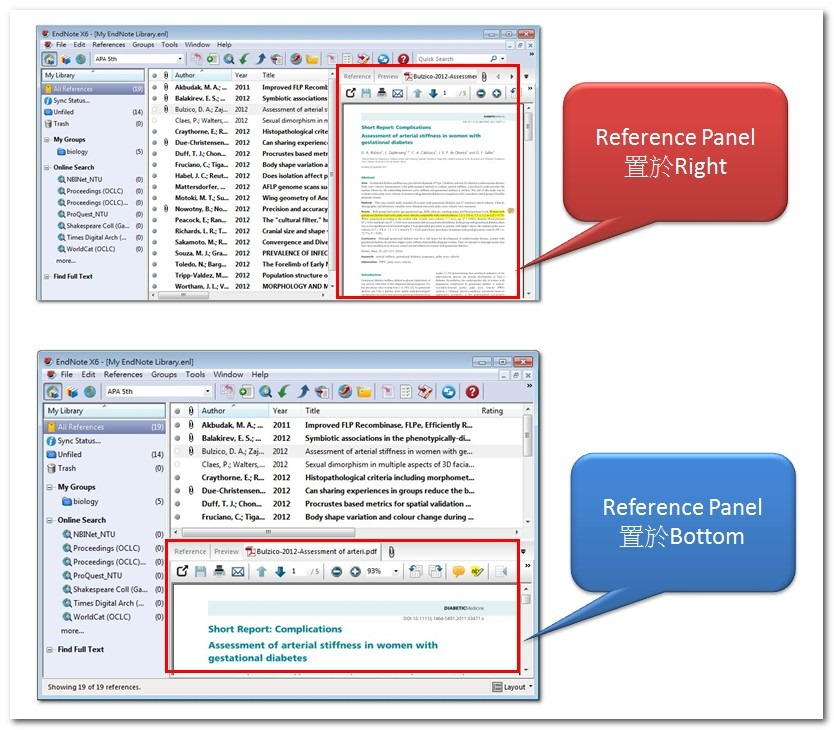 EndNote X6 - [My EndNote Library.enl]
File Edit References Groups Tools Window Help
APA 5th
Quick Search
My Library
All References (19)
Sync Status...
Unfiled (14)
Trash (0)
My Groups
biology (5)
Online Search
NBINet_NTU (0)
Proceedings (OCLC) (0)
Proceedings (OCLC)... (0)
ProQuest_NTU (0)
Shakespeare Coll (Ga... (0)
Times Digital Arch (... (0)
WorldCat (OCLC) (0)
more...
Find Full Text
Author Year Title
Akbudak, M. A.;... 2011 Improved FLP Recomb
Balakirev, E. S.;... 2012 Symbiotic associations
Bulzico, D. A.; Zaj... 2012 Assessment of arterial st
Claes, P.; Walters,... 2012 Sexual dimorphism in m
Craythorne, E.; R... 2012 Histopathological criteria
Due-Christensen... 2012 Can sharing experience
Duff, T. J.; Chon... 2012 Procrustes based metri
Fruciano, C.; Tiga... 2012 Body shape variation a
Habel, J. C.; Reut... 2012 Does isolation affect p
Mattersdorfer, ... 2012 AFLP genome scans su
Motoki, M. T.; Su... 2012 Wing geometry of An
Nowotny, B.; No... 2012 Precision and accuracy
Peacock, E.; Ran... 2012 The "cultural filter," h
Richards, L. R.; T... 2012 Cranial size and shape v
Sakamoto, M.; R... 2012 Convergence and Dive
Souza, M. J.; Gra... 2012 PREVALENCE OF INFEC
Toledo, N.; Barg... 2012 The Forelimb of Early M
Tripp-Valdez, M.... 2012 Population structure o
Wortham, J. L.; V... 2012 MORPHOLOGY AND M
Reference Preview Bulzico-2012-Assessmen
1 / 5
Short Report: Complications
Assessment of arterial stiffness in women with
gestational diabetes
Reference Panel
置於Right
EndNote X6 - [My EndNote Library.enl]
File Edit References Groups Tools Window Help
APA 5th
My Library
All References (19)
Sync Status...
Unfiled (14)
Trash (0)
My Groups
biology (5)
Online Search
NBINet_NTU (0)
Proceedings (OCLC) (0)
Proceedings (OCLC)... (0)
ProQuest_NTU (0)
Shakespeare Coll (Ga... (0)
Times Digital Arch (... (0)
WorldCat (OCLC) (0)
more...
Find Full Text
Author Year Title Rating
Akbudak, M. A.;... 2011 Improved FLP Recombinase, FLPe, Efficiently R...
Balakirev, E. S.;... 2012 Symbiotic associations in the phenotypically-di...
Bulzico, D. A.; Zaj... 2012 Assessment of arterial stiffness in women with ge...
Claes, P.; Walters,... 2012 Sexual dimorphism in multiple aspects of 3D facia...
Craythorne, E.; R... 2012 Histopathological criteria including morphomet...
Due-Christensen... 2012 Can sharing experiences in groups reduce the b...
Duff, T. J.; Chon... 2012 Procrustes based metrics for spatial validation ...
Fruciano, C.; Tiga... 2012 Body shape variation and colour change during ...
Reference Preview Bulzico-2012-Assessment of arteri.pdf
1 / 5 93%
DIABETICMedicine
DOI: 10.1111/j.1464-5491.2011.03471.x
Short Report: Complications
Assessment of arterial stiffness in women with
gestational diabetes
Showing 19 of 19 references. Layout
Reference Panel
置於Bottom